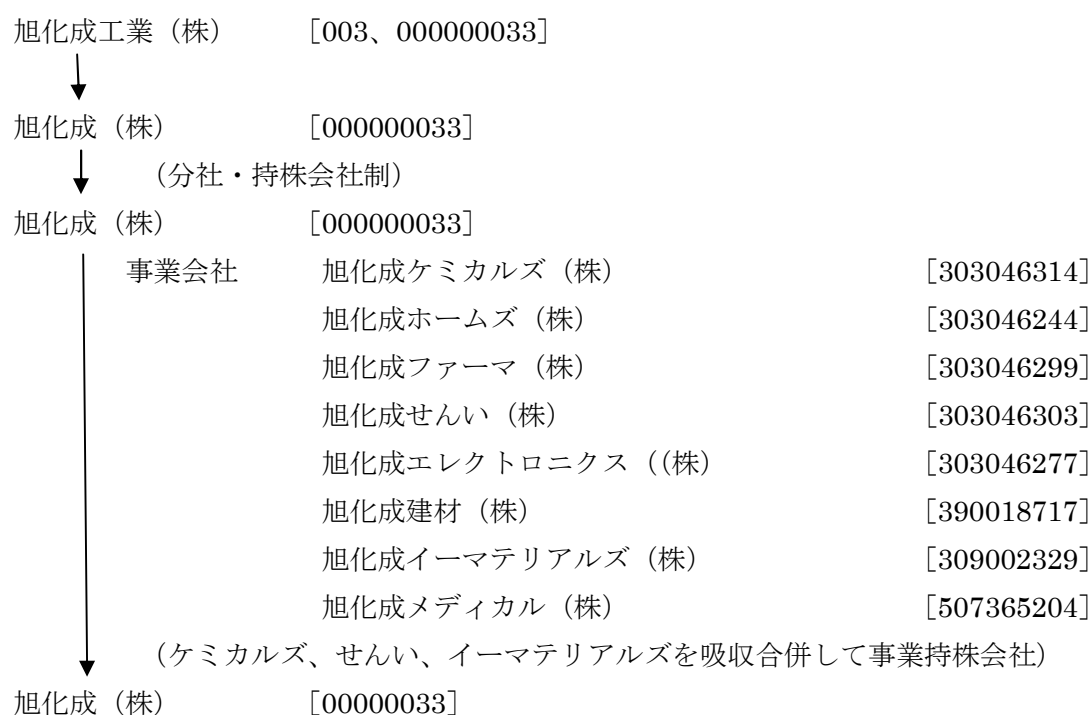 旭化成工業（株） ［003、000000033］
旭化成（株） ［000000033］
（分社・持株会社制）
旭化成（株） ［000000033］
事業会社 旭化成ケミカルズ（株） ［303046314］
旭化成ホームズ（株） ［303046244］
旭化成ファーマ（株） ［303046299］
旭化成せんい（株） ［303046303］
旭化成エレクトロニクス（(株） ［303046277］
旭化成建材（株） ［390018717］
旭化成イーマテリアルズ（株） ［309002329］
旭化成メディカル（株） ［507365204］
（ケミカルズ、せんい、イーマテリアルズを吸収合併して事業持株会社）
旭化成（株） ［00000033］